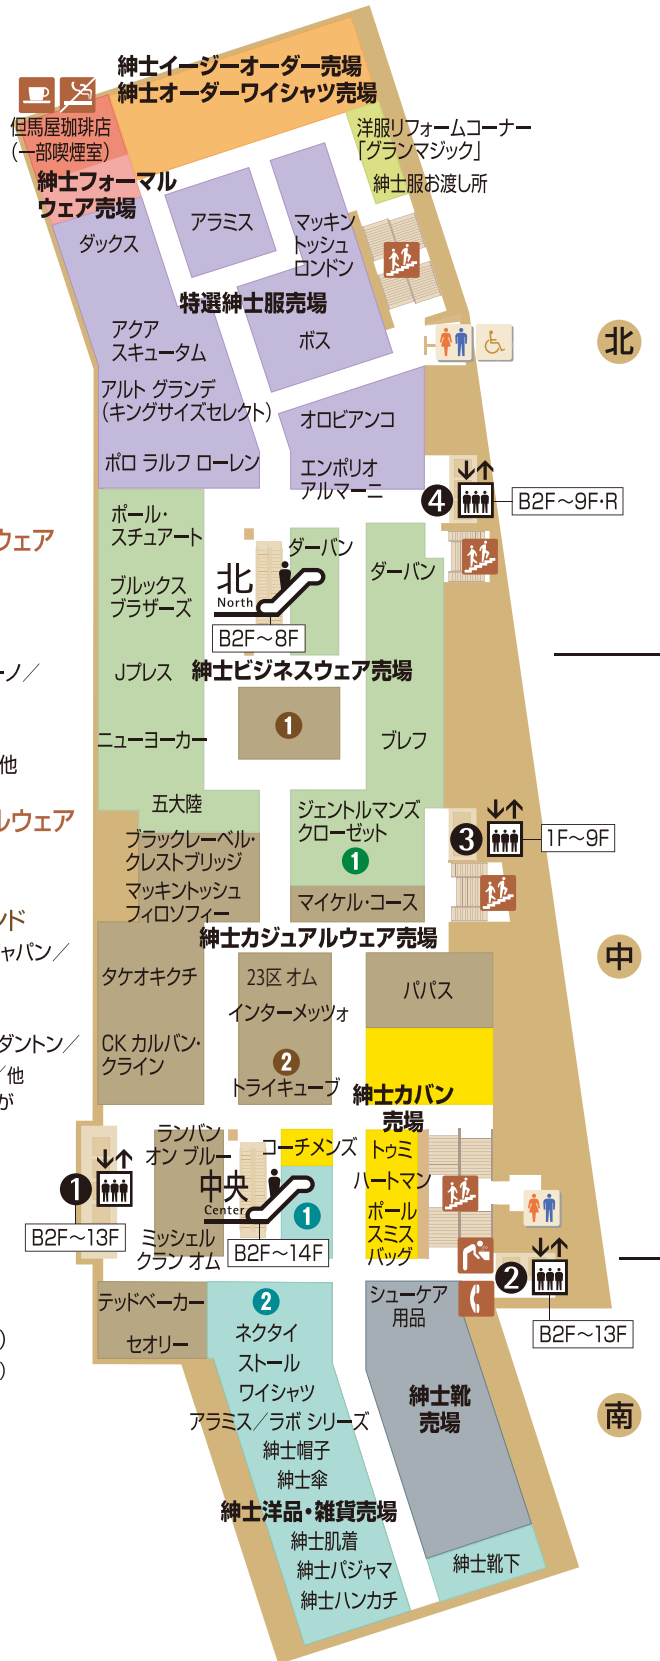 紳士イージーオーダー売場
紳士オーダーワイシャツ売場
但馬屋珈琲店
(一部喫煙室)
洋服リフォームコーナー
「グランマジック」
紳士服お渡し所
紳士フォーマル
ウェア売場
ダックス
アラミス
マッキン
トッシュ
ロンドン
特選紳士服売場
アクア
スキュータム
ボス
北
アルト グランデ
(キングサイズセレクト)
オロビアンコ
ポロ ラルフ ローレン
エンポリオ
アルマーニ
4
B2F〜9F・R
ポール・
スチュアート
ウェア
ダーバン
ダーバン
ブルックス
ブラザーズ
北
North
B2F〜8F
Jプレス
紳士ビジネスウェア売場
ーノ／
1
ニューヨーカー
ブレフ
他
五大陸
ジェントルマンズ
クローゼット
1
ルウェア
3
1F〜9F
ブラックレーベル・
クレストブリッジ
マッキントッシュ
フィロソフィー
マイケル・コース
ンド
紳士カジュアルウェア売場
中
ャパン／
タケオキクチ
23区 オム
パパス
インターメッツォ
CK カルバン・
クライン
2
トライキューブ
ダントン／
／他
が
紳士カバン
売場
ランバン
オン ブルー
コーチメンズ
トゥミ
ハートマン
1
B2F〜13F
中央
Center
B2F〜14F
1
ポール
スミス
バッグ
ミッシェル
クラン オム
2
B2F〜13F
テッドベーカー
セオリー
2
ネクタイ
ストール
ワイシャツ
アラミス／ラボ シリーズ
紳士帽子
紳士傘
シューケア
用品
)
)
紳士靴
売場
南
紳士洋品・雑貨売場
紳士肌着
紳士パジャマ
紳士ハンカチ
紳士靴下